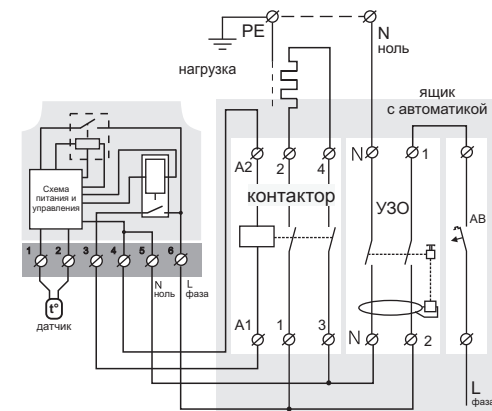 PE
N
ноль
нагрузка
ящик
с автоматикой
A2
2
4
N
1
контактор
УЗО
АВ
Схема
питания и
управления
1
2
3
4
5
6
N
ноль
L
фаза
t°
датчик
A1
1
3
N
2
L
фаза